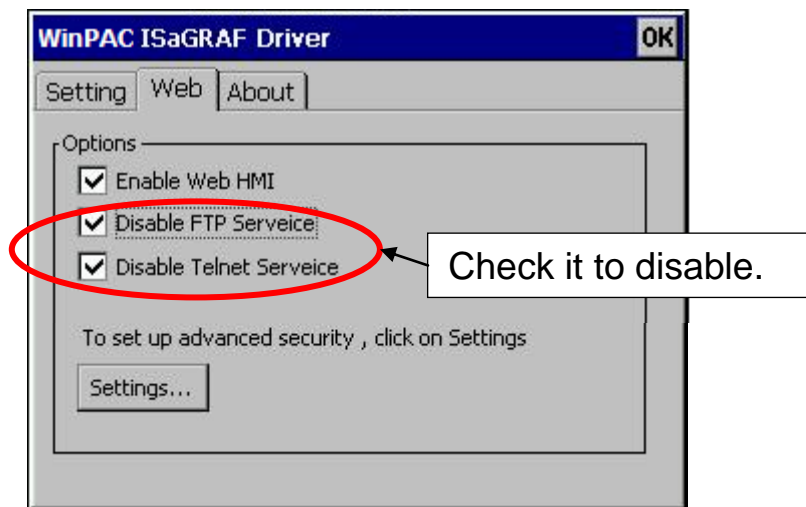 WinPAC ISaGRAF Driver OK
Setting Web About
Options
Enable Web HMI
Disable FTP Serveice
Disable Telnet Serveice
Check it to disable.
To set up advanced security , click on Settings
Settings...